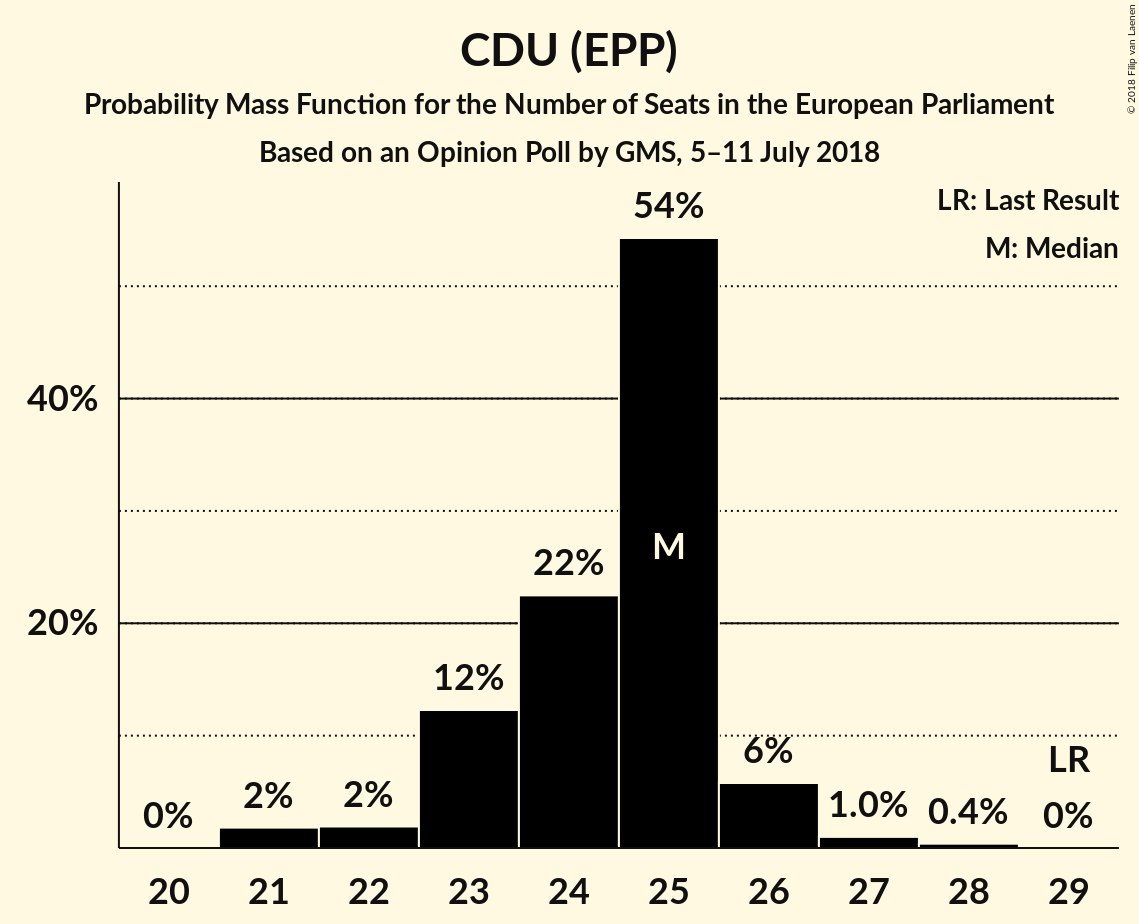 CDU (EPP)
Probability Mass Function for the Number of Seats in the European Parliament
Based on an Opinion Poll by GMS, 5–11 July 2018
© 2018 Filip van Laenen
LR: Last Result
M: Median
54%
40%
M
22%
20%
12%
6%
LR
2%
2%
1.0%
0.4%
0%
0%
20 21 22 23 24 25 26 27 28 29